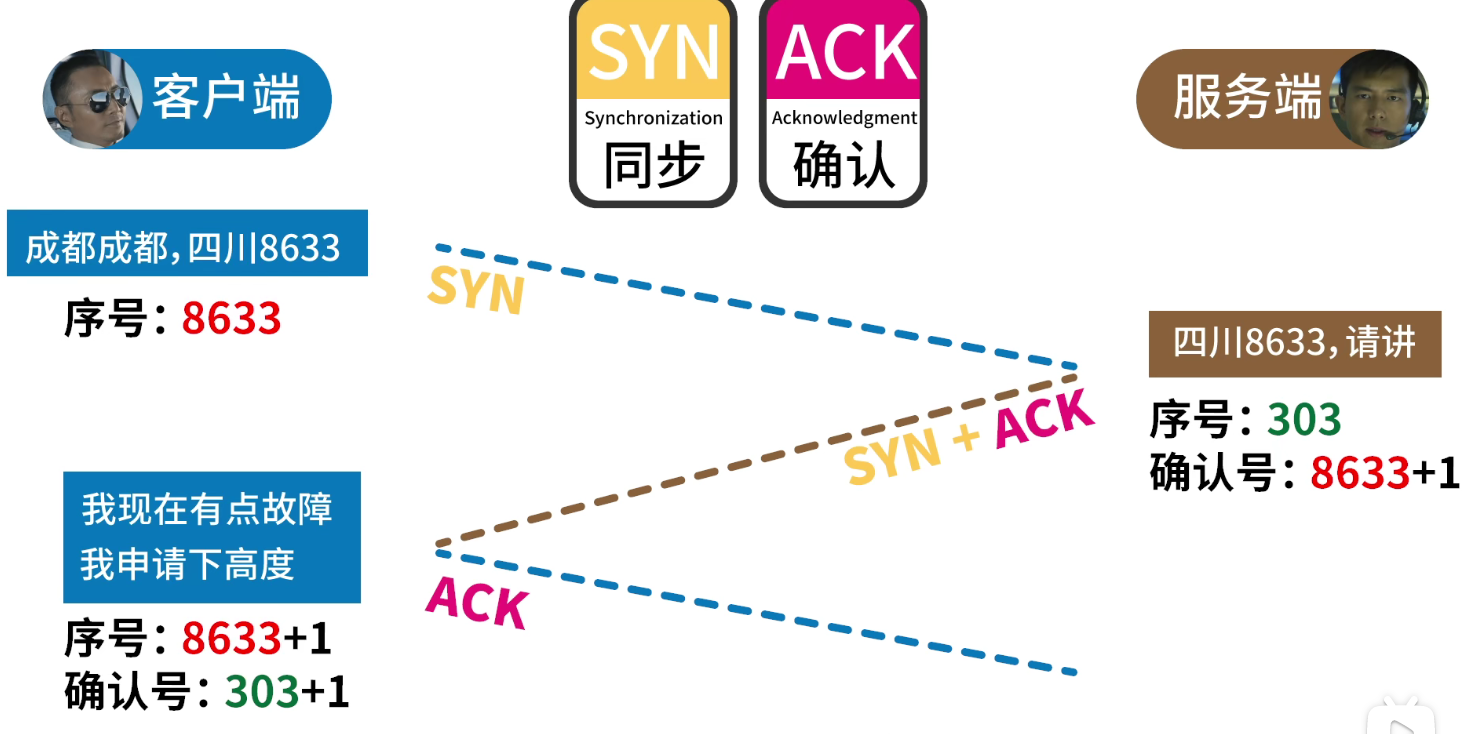 SYN
Synchronization
同步
ACK
Acknowledgment
确认
客户端
服务端
成都成都，四川8633
序号：8633
SYN
四川8633，请讲
序号：303
确认号：8633+1
SYN + ACK
我现在有点故障
我申请下高度
序号：8633+1
确认号：303+1
ACK